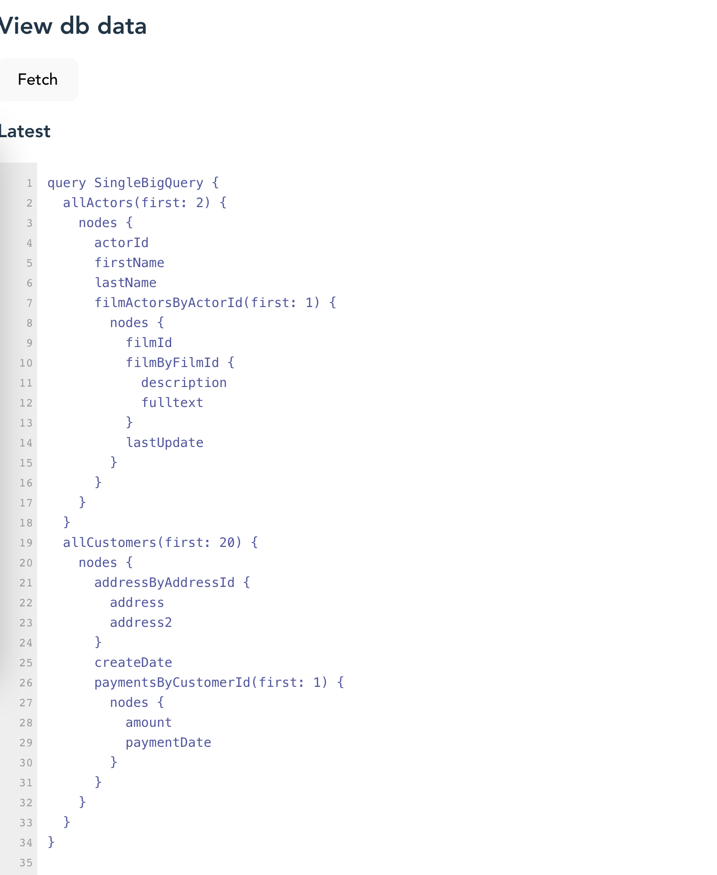 View db data
Fetch
Latest
1 query SingleBigQuery {
2   allActors(first: 2) {
3     nodes {
4       actorId
5       firstName
6       lastName
7       filmActorsByActorId(first: 1) {
8         nodes {
9           filmId
10           filmByFilmId {
11             description
12             fulltext
13           }
14           lastUpdate
15         }
16       }
17     }
18   }
19   allCustomers(first: 20) {
20     nodes {
21       addressByAddressId {
22         address
23         address2
24       }
25       createDate
26       paymentsByCustomerId(first: 1) {
27         nodes {
28           amount
29           paymentDate
30         }
31       }
32     }
33   }
34 }
35